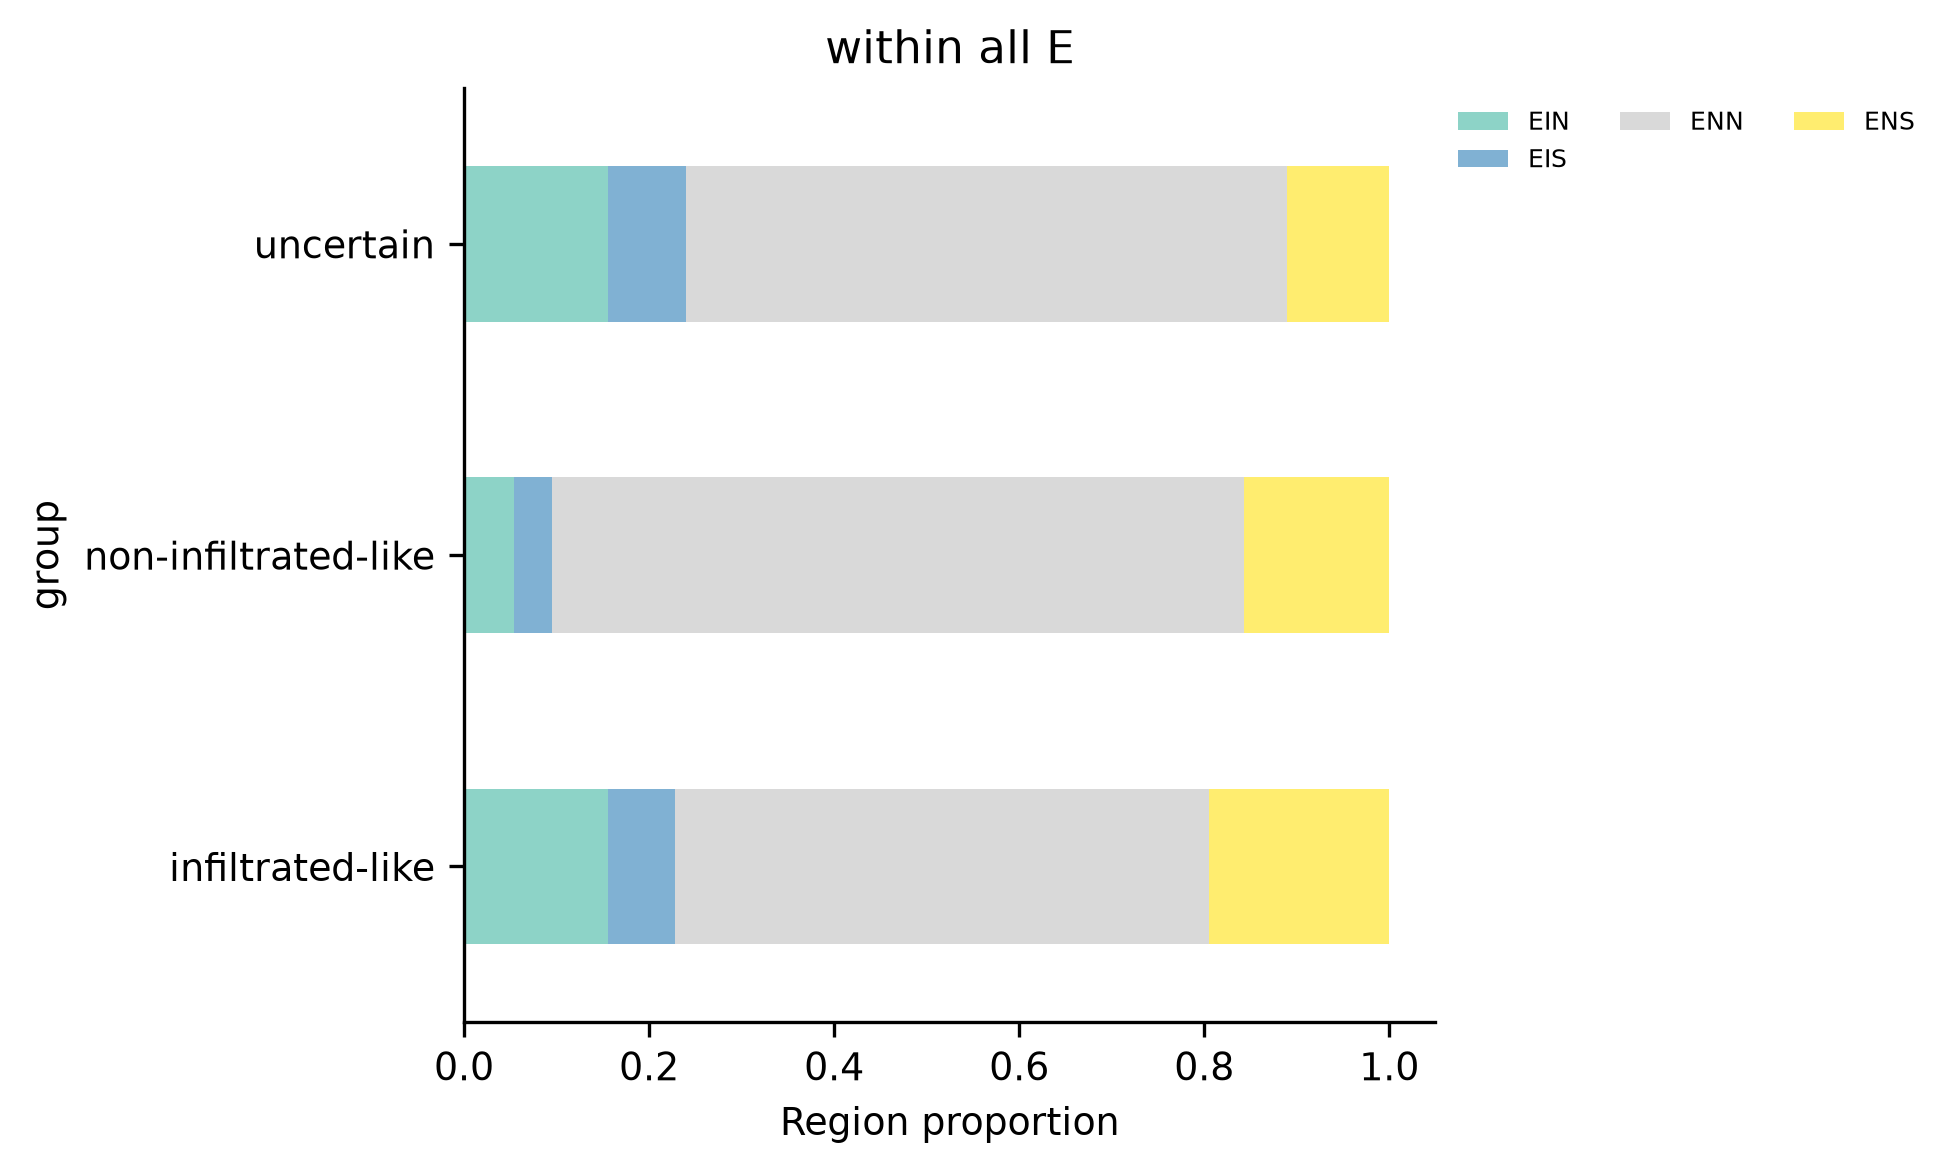 within all E
EIN ENN ENS
EIS
uncertain
non-infiltrated-like
infiltrated-like
group
0.0 0.2 0.4 0.6 0.8 1.0
Region proportion